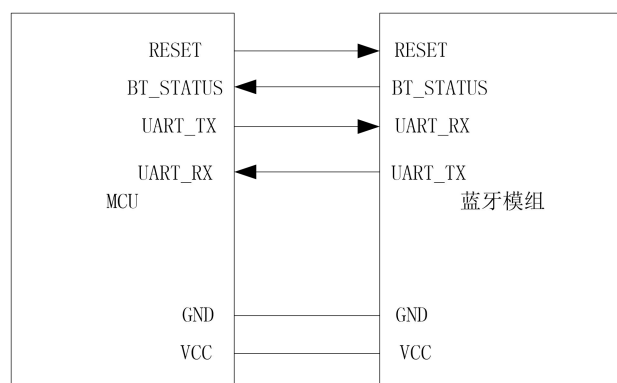 RESET RESET
BT_STATUS BT_STATUS
UART_TX UART_RX
UART_RX UART_TX
MCU 蓝牙模组
GND GND
VCC VCC